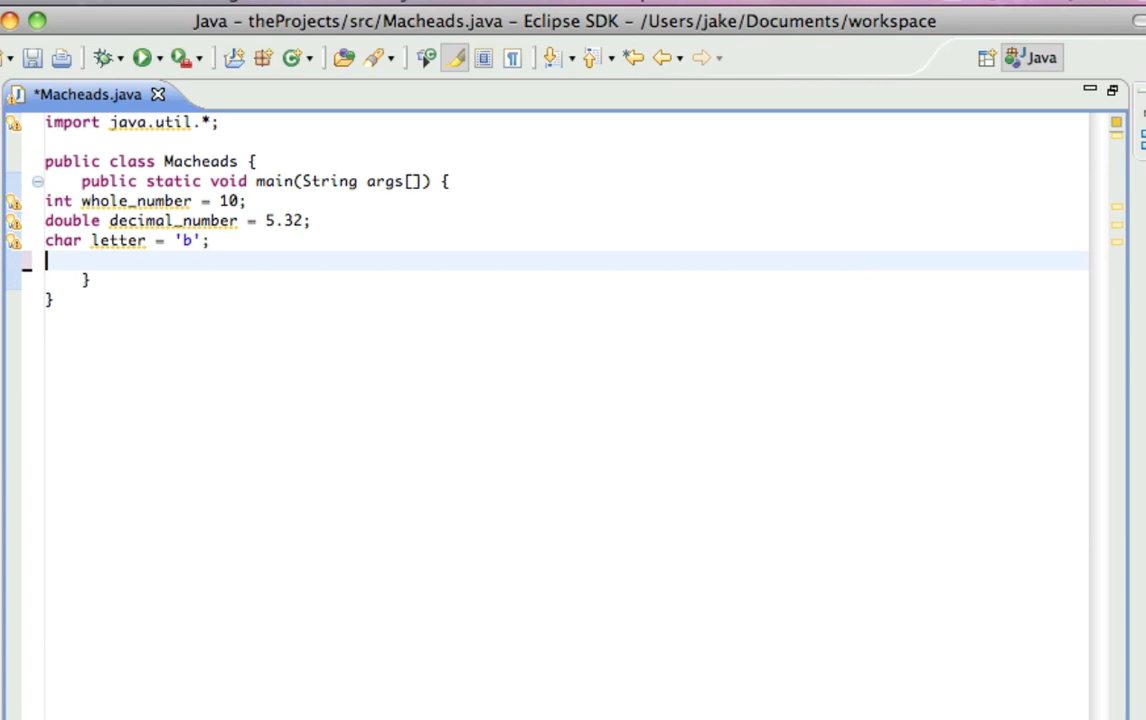 Java - theProjects/src/Macheads.java - Eclipse SDK - /Users/jake/Documents/workspace
Java
*Macheads.java
import java.util.*;
public class Macheads {
public static void main(String args[]) {
int whole_number = 10;
double decimal_number = 5.32;
char letter = 'b';
}
}